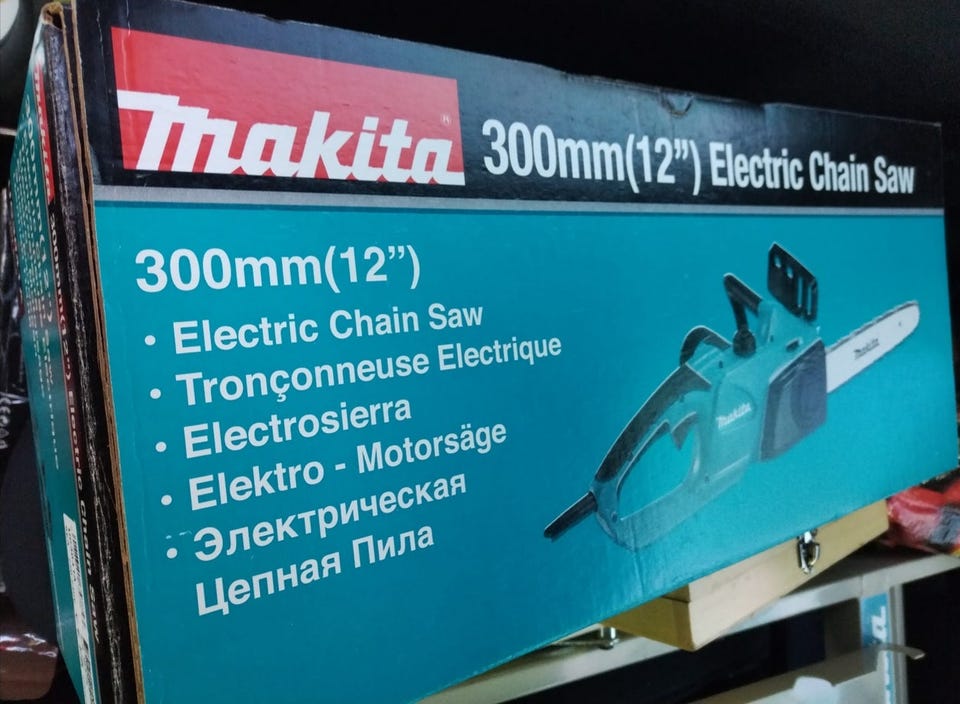 Makita®
300mm(12”) Electric Chain Saw
300mm(12”)
· Electric Chain Saw
· Tronçonneuse Electrique
· Electrosierra
· Elektro - Motorsäge
· Электрическая
Цепная Пила
Makita
Makita